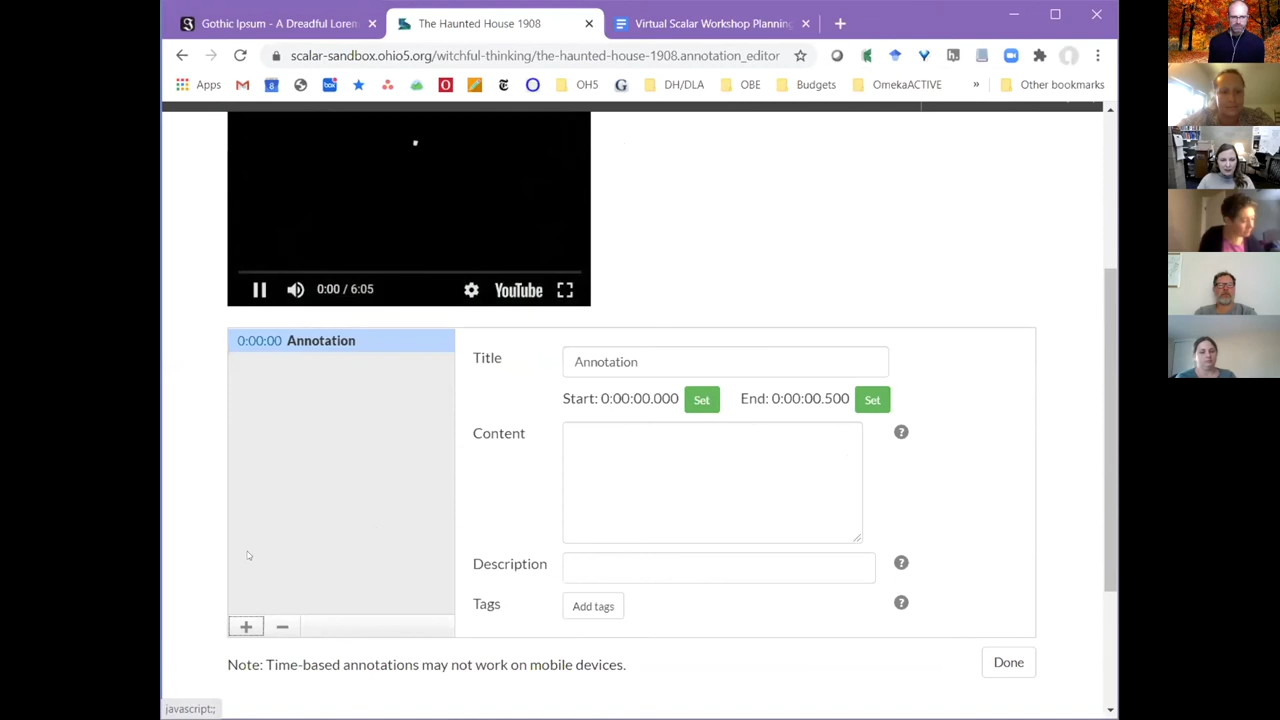 Gothic Ipsum - A Dreadful Lorem
The Haunted House 1908
Virtual Scalar Workshop Planning
scalar-sandbox.ohio5.org/witchful-thinking/the-haunted-house-1908.annotation_editor
Apps
OH5
DH/DLA
OBE
Budgets
OmekaACTIVE
»
Other bookmarks
0:00 / 6:05
YouTube
0:00:00 Annotation
Title
Annotation
Start: 0:00:00.000 Set End: 0:00:00.500 Set
Content
?
Description
?
Tags
Add tags
?
+ −
Note: Time-based annotations may not work on mobile devices.
Done
javascript:;